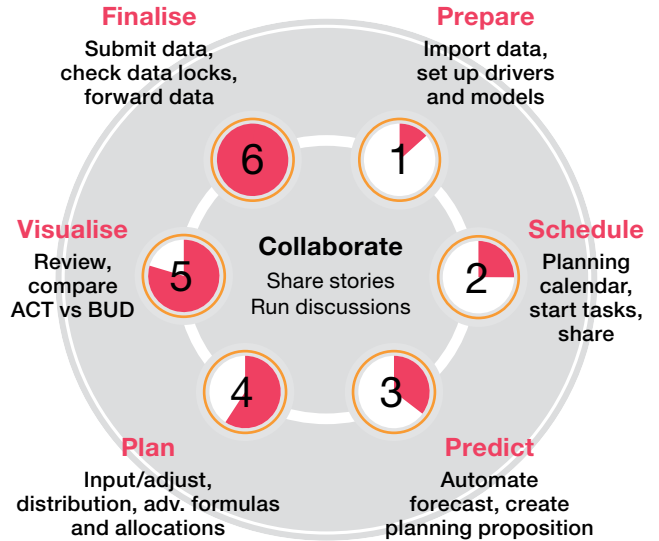 Finalise
Submit data,
check data locks,
forward data
Prepare
Import data,
set up drivers
and models
6
1
Visualise
Review,
compare
ACT vs BUD
5
Collaborate
Share stories
Run discussions
2
Schedule
Planning
calendar,
start tasks,
share
4
3
Plan
Input/adjust,
distribution, adv. formulas
and allocations
Predict
Automate
forecast, create
planning proposition